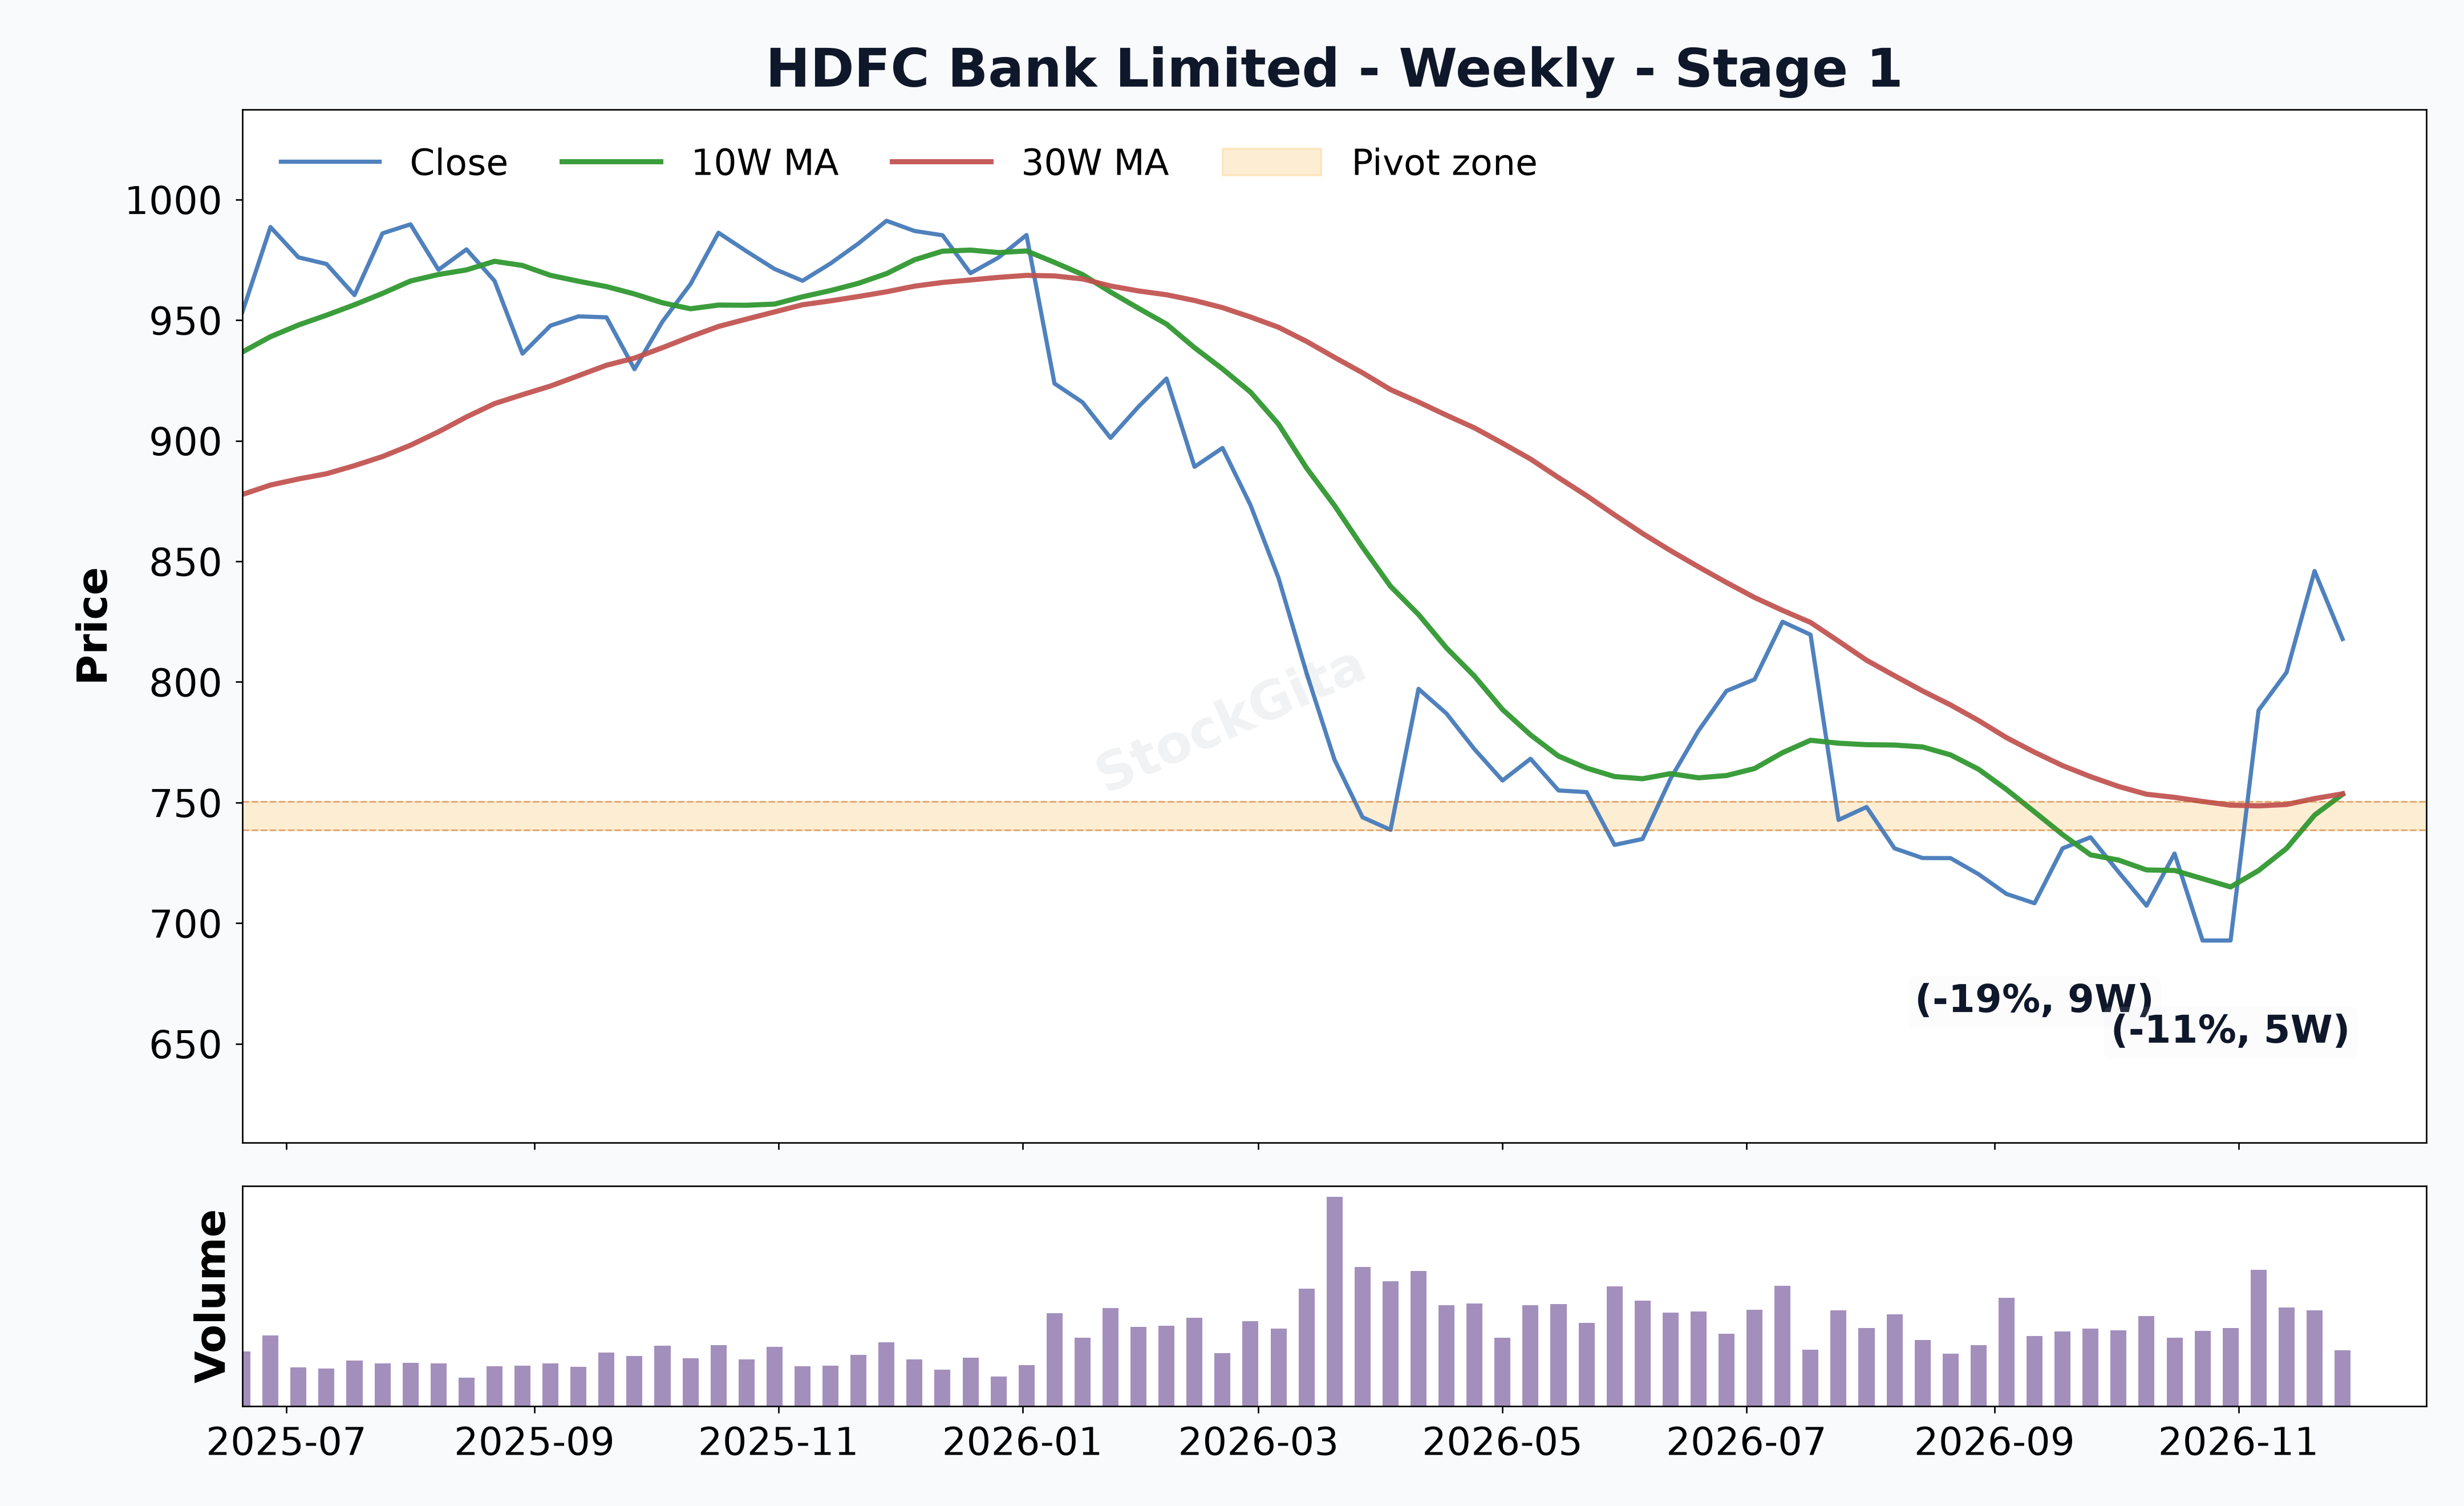 HDFC Bank Limited - Weekly - Stage 1
Close 10W MA 30W MA Pivot zone
1000
950
900
850
800
750
700
650
Price
StockGita
(-19%, 9W)
(-11%, 5W)
Volume
2025-07 2025-09 2025-11 2026-01 2026-03 2026-05 2026-07 2026-09 2026-11